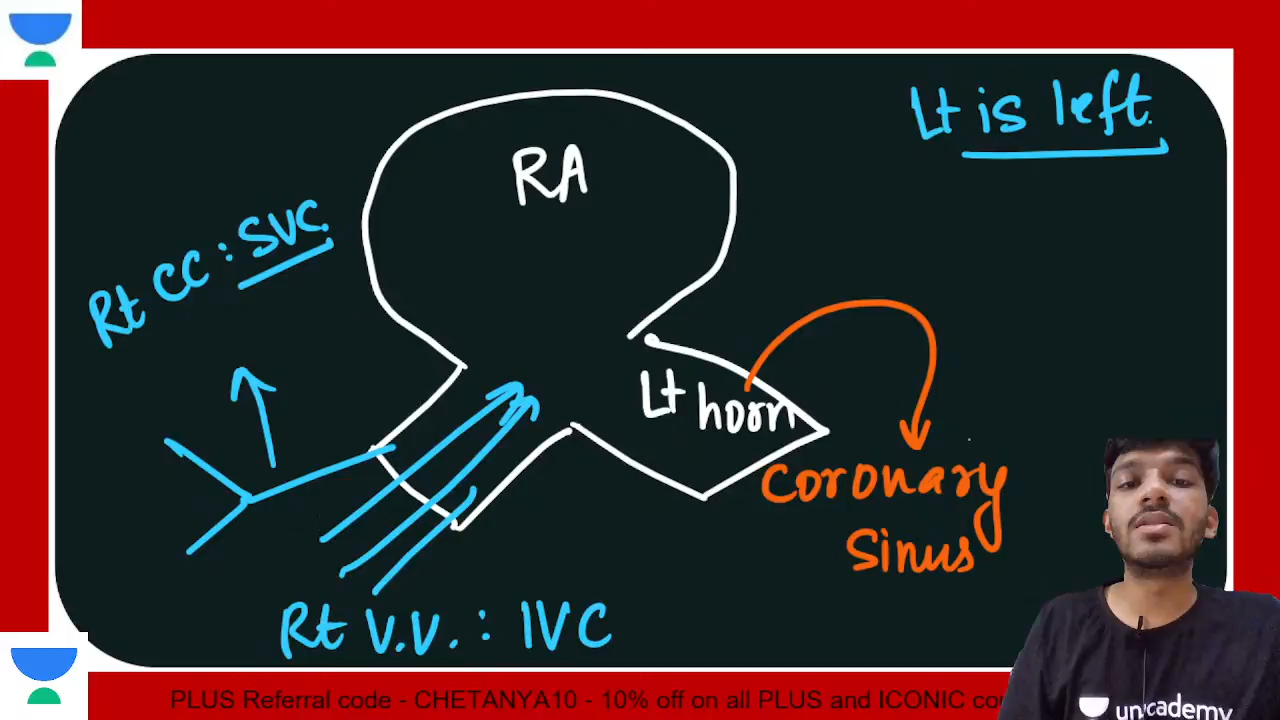 Lt is left.
RA
Rt CC : SVC.
Lt horn
Coronary
Sinus
Rt V.V. : IVC
PLUS Referral code - CHETANYA10 - 10% off on all PLUS and ICONIC
unacademy